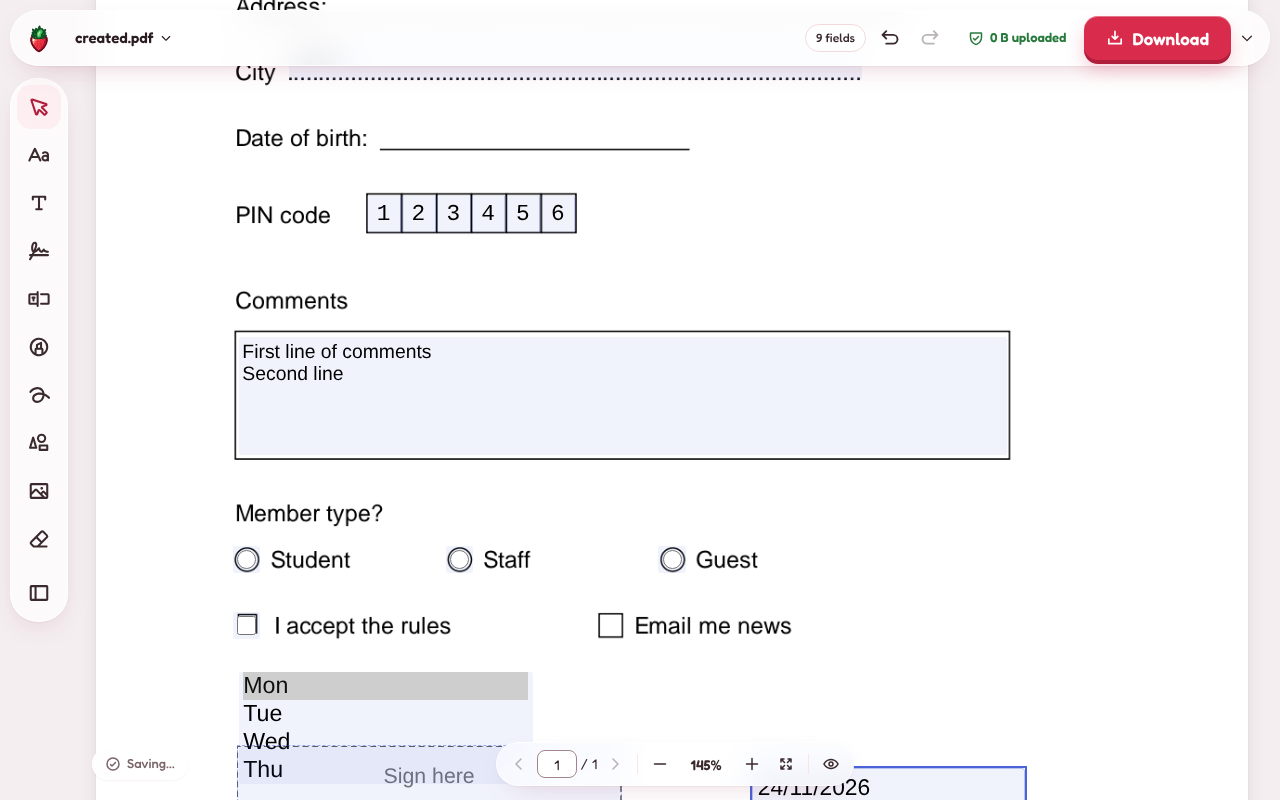 Address:
created.pdf
9 fields
0 B uploaded
Download
City
Aa
Date of birth:
PIN code 1 2 3 4 5 6
Comments
First line of comments
Second line
Member type?
Student Staff Guest
I accept the rules Email me news
Mon
Tue
Wed
Thu
Sign here
Saving...
1 / 1
145%
24/11/2026